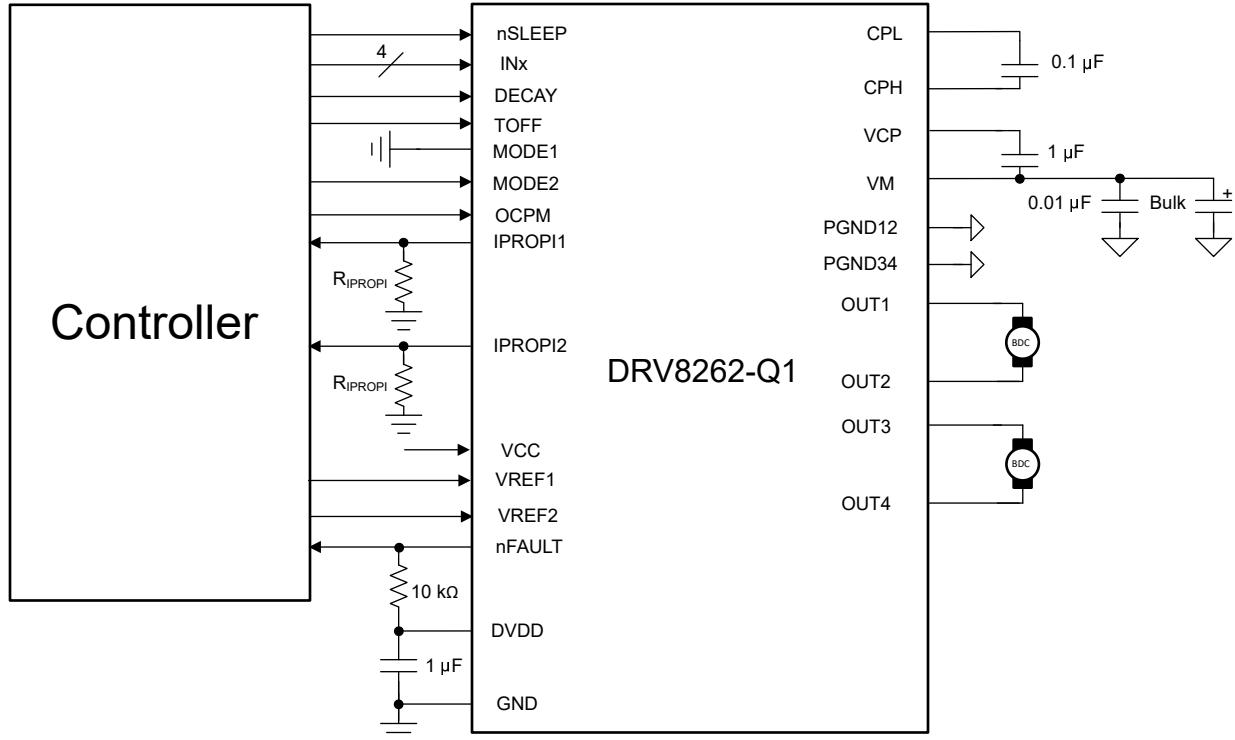 Controller
4
nSLEEP
INx
DECAY
TOFF
MODE1
MODE2
OCPM
IPROPI1
RIPROPI
IPROPI2
RIPROPI
VCC
VREF1
VREF2
nFAULT
10 kΩ
DVDD
1 µF
GND
DRV8262-Q1
CPL
0.1 µF
CPH
VCP
1 µF
VM
0.01 µF
Bulk
+
PGND12
PGND34
OUT1
BDC
OUT2
OUT3
BDC
OUT4